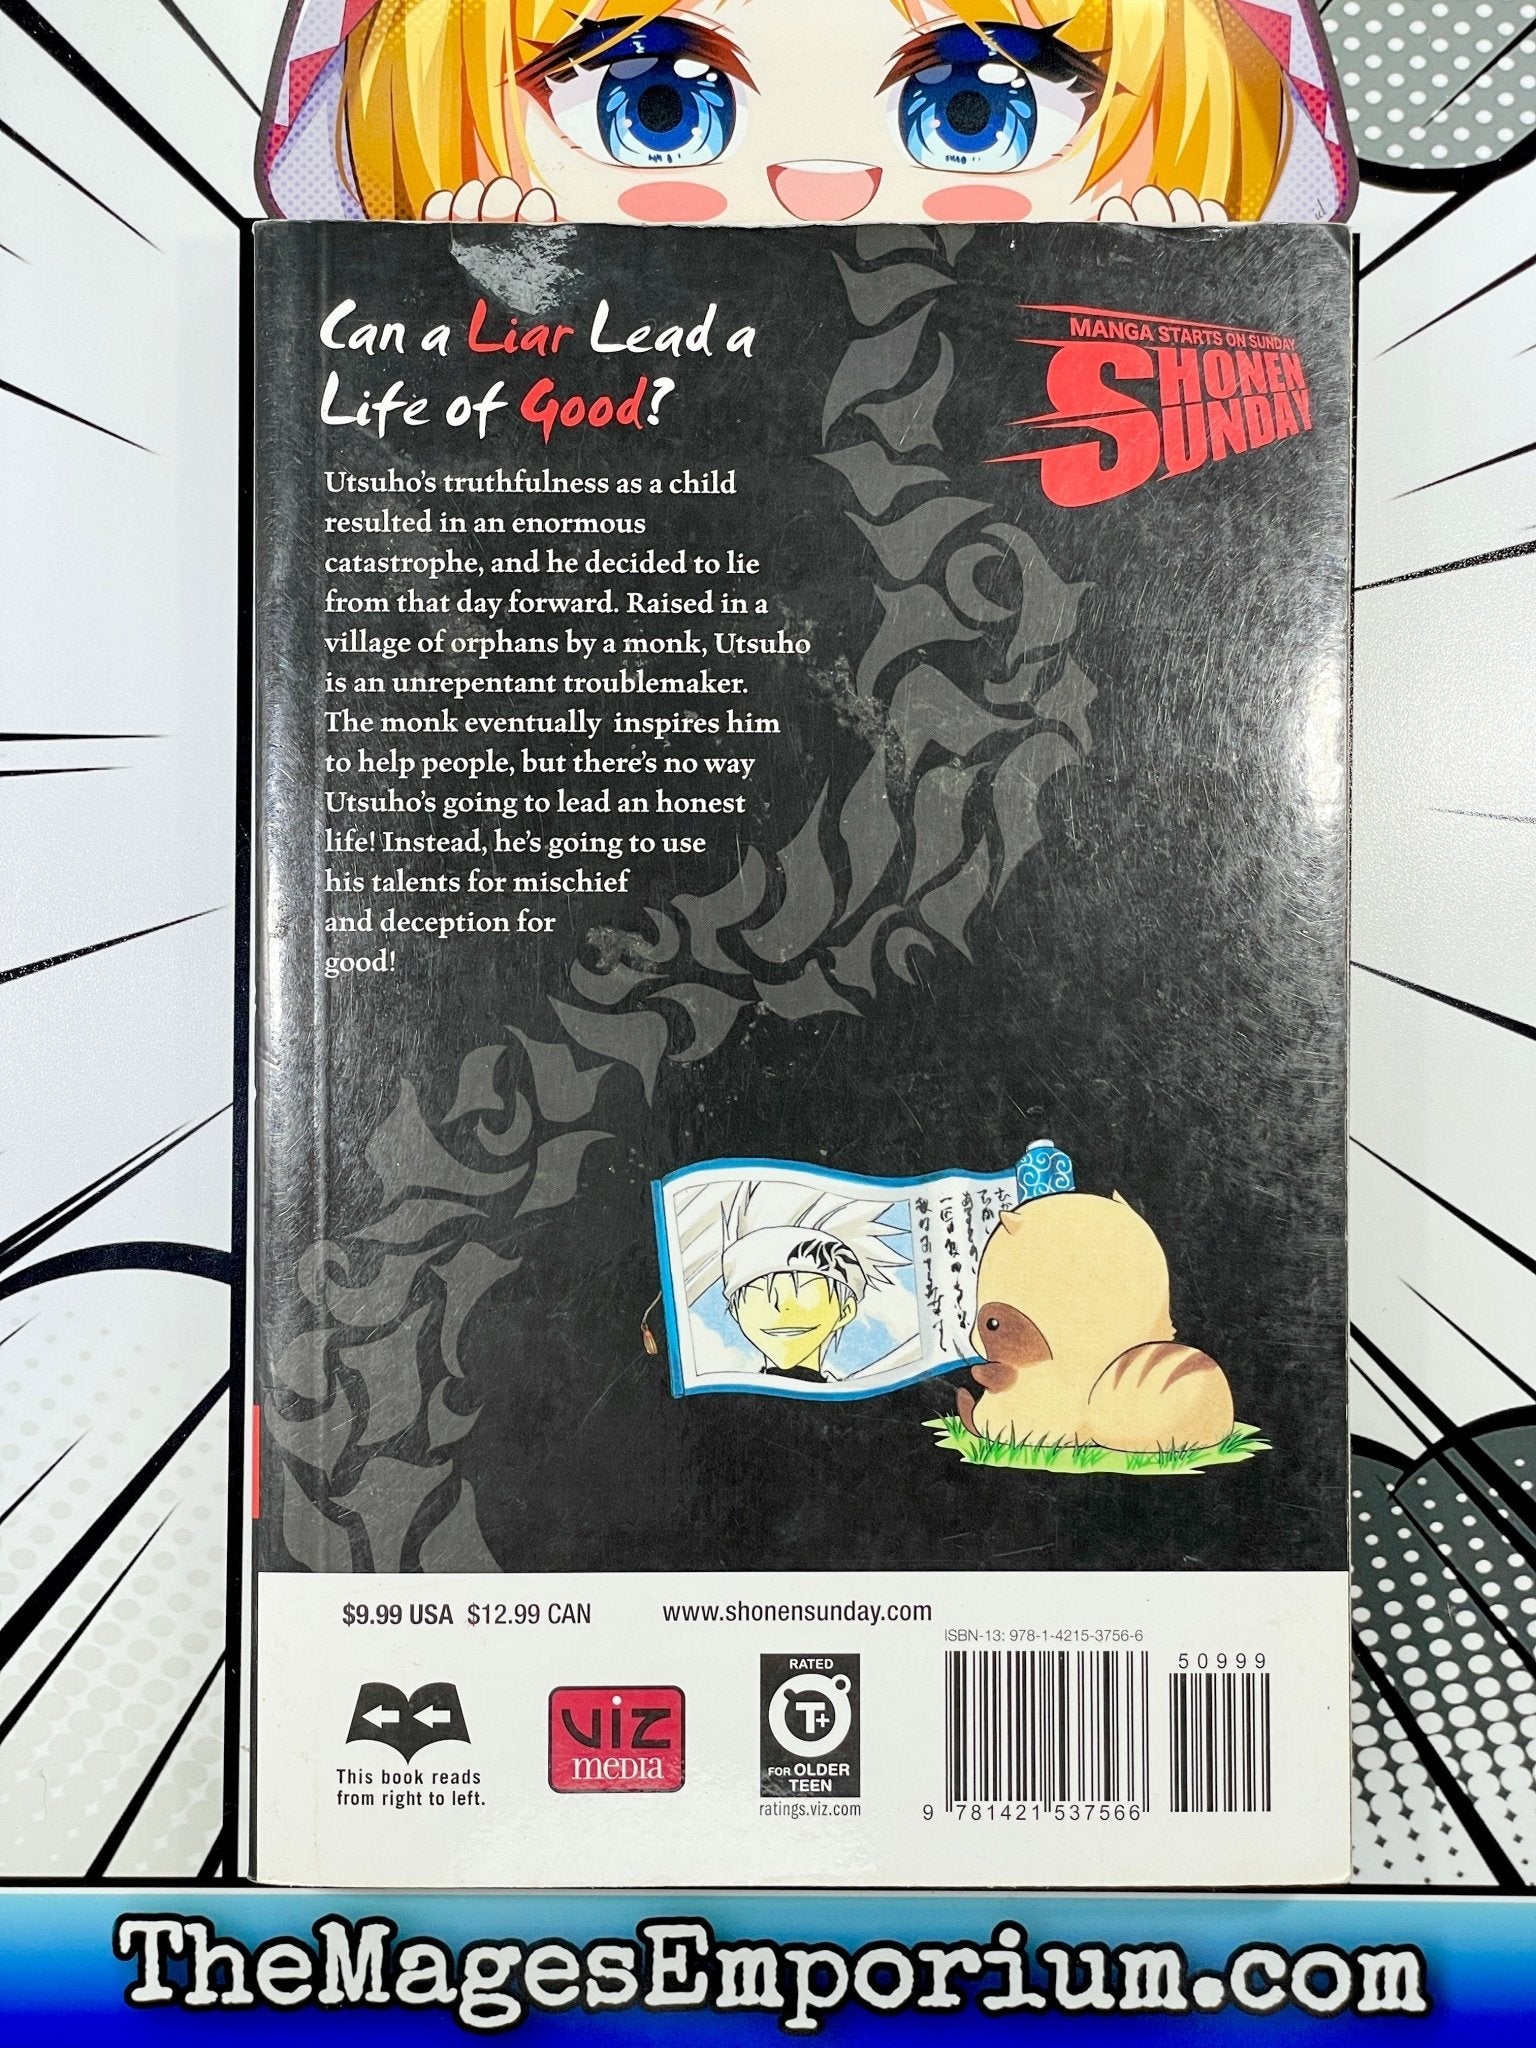 Can a Liar Lead a
Life of Good?
MANGA STARTS ON SUNDAY
SHONEN
SUNDAY
Utsuho's truthfulness as a child
resulted in an enormous
catastrophe, and he decided to lie
from that day forward. Raised in a
village of orphans by a monk, Utsuho
is an unrepentant troublemaker.
The monk eventually inspires him
to help people, but there's no way
Utsuho's going to lead an honest
life! Instead, he's going to use
his talents for mischief
and deception for
good!
$9.99 USA $12.99 CAN
www.shonensunday.com
ISBN-13: 978-1-4215-3756-6
50999
9 781421 537566
This book reads
from right to left.
VIZ
MEDIA
RATED
T+
FOR OLDER
TEEN
ratings.viz.com
TheMagesEmporium.com